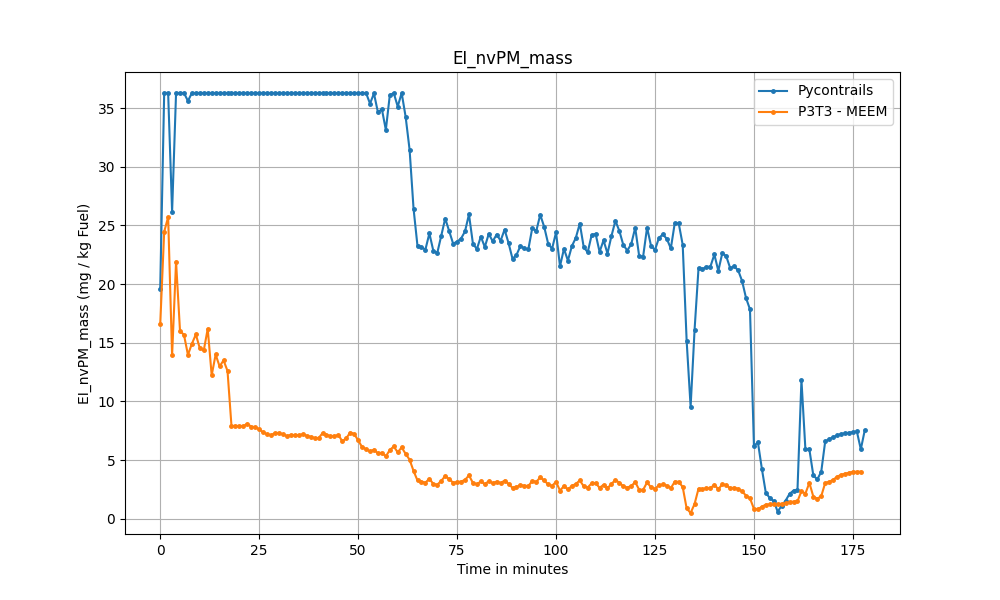 EI_nvPM_mass
Pycontrails
P3T3 - MEEM
EI_nvPM_mass (mg / kg Fuel)
35
30
25
20
15
10
5
0
0 25 50 75 100 125 150 175
Time in minutes